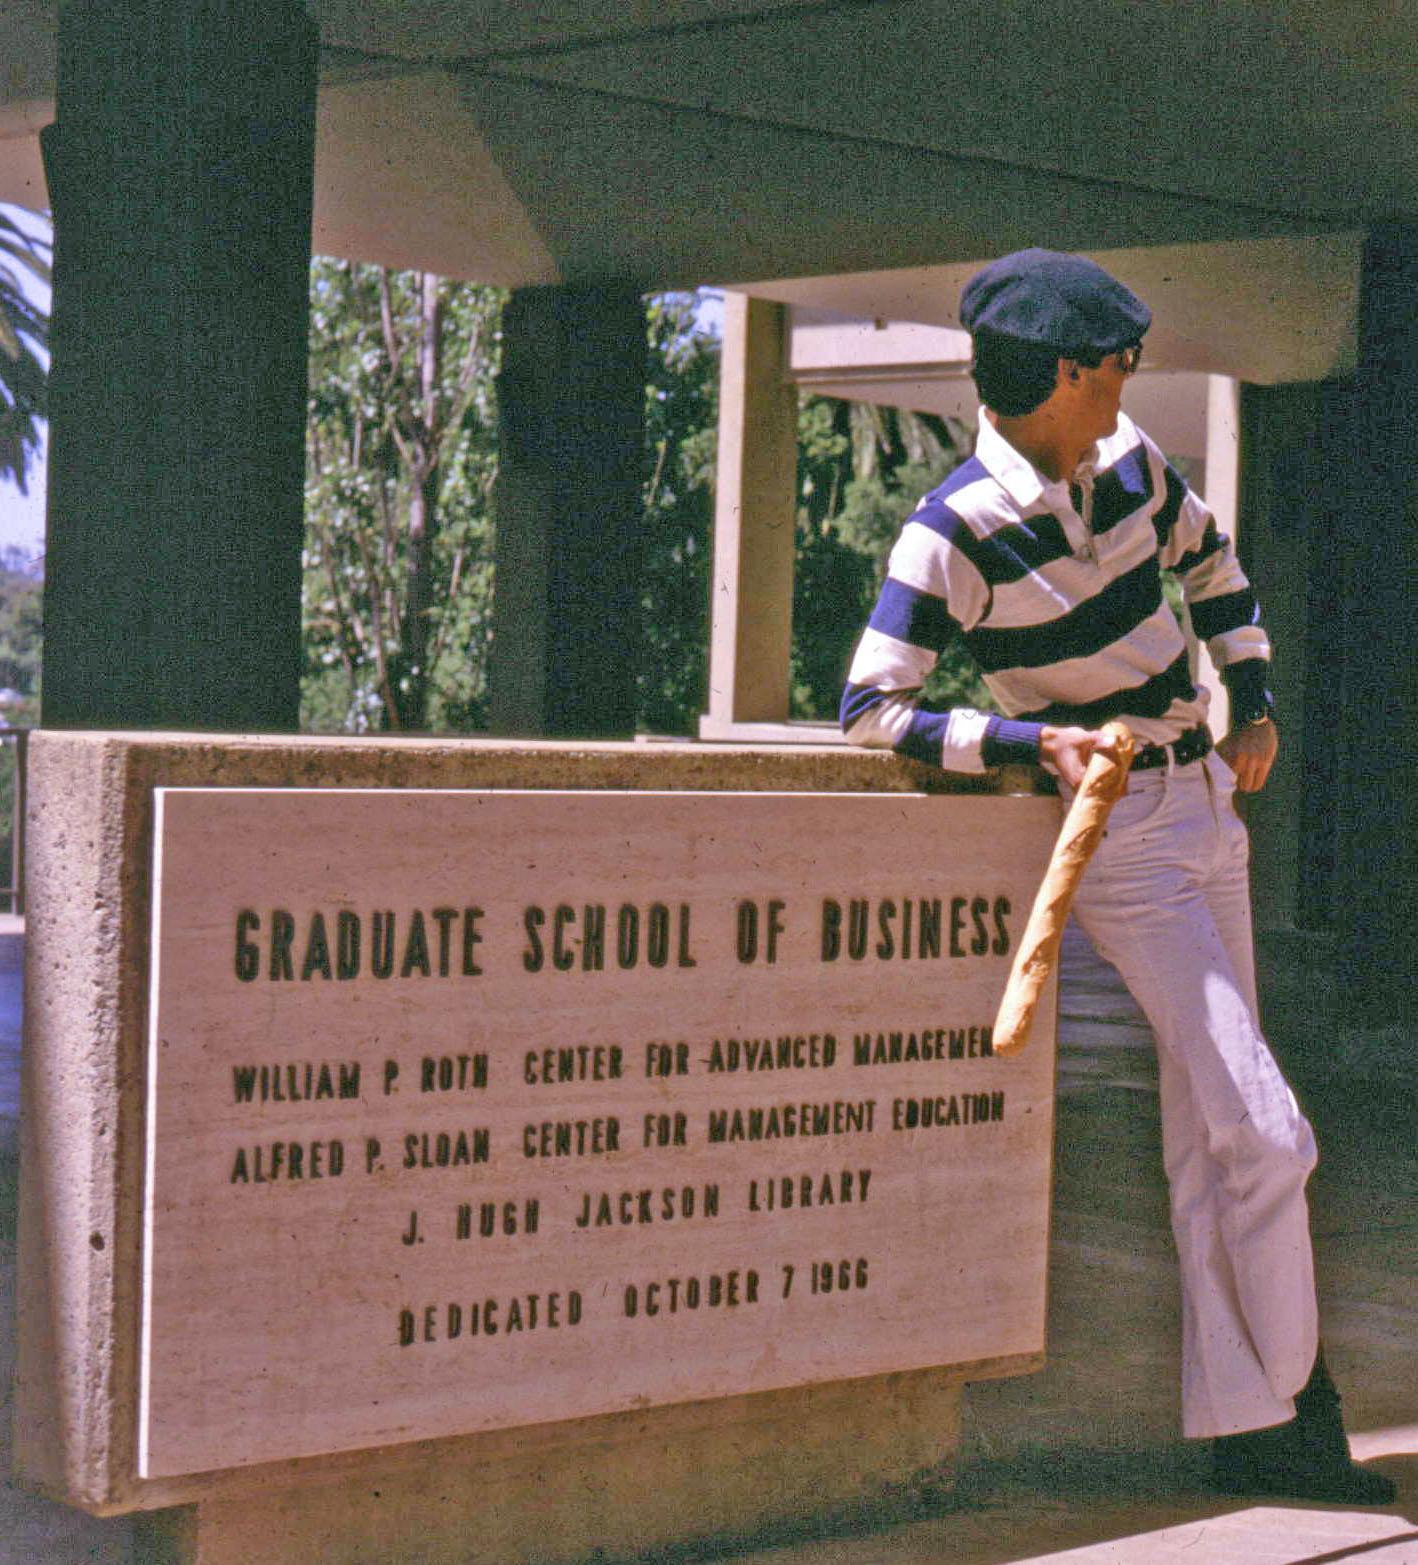 GRADUATE SCHOOL OF BUSINESS
WILLIAM P. ROTH CENTER FOR ADVANCED MANAGEMEN
ALFRED P. SLOAN CENTER FOR MANAGEMENT EDUCATION
J. HUGH JACKSON LIBRARY
DEDICATED OCTOBER 7 1966